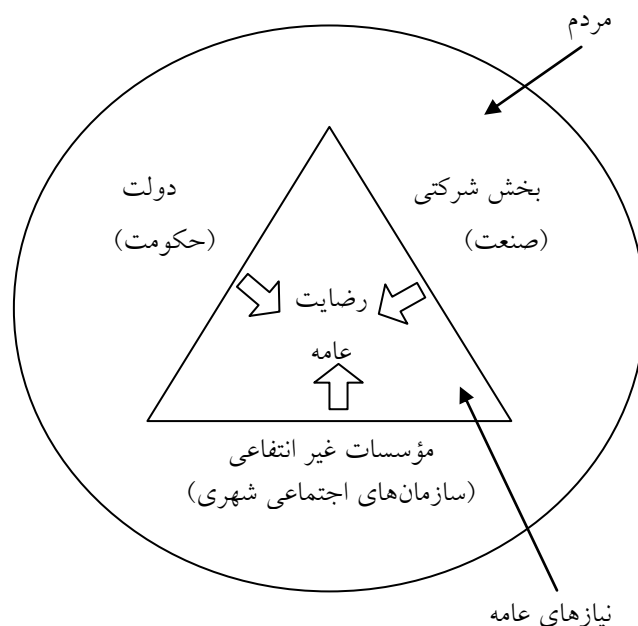 مردم
بخش شرکتی
(صنعت)
دولت
(حکومت)
رضایت
عامه
مؤسسات غیر انتفاعی
(سازمان‌های اجتماعی شهری)
نیازهای عامه